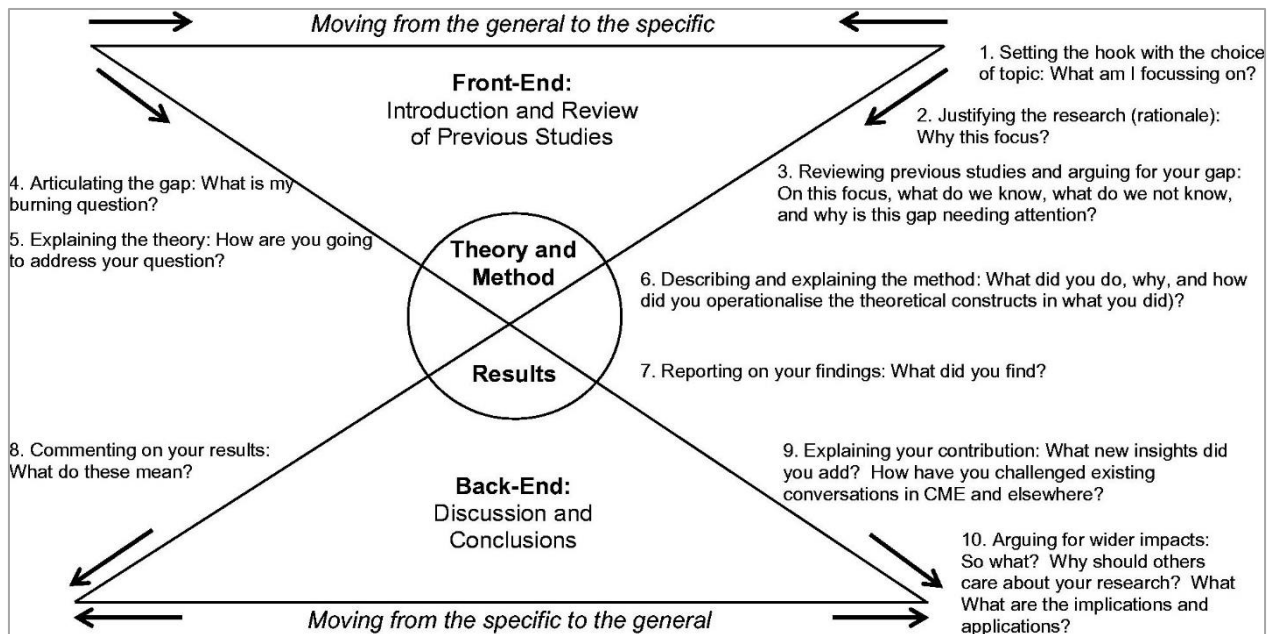 Moving from the general to the specific
1. Setting the hook with the choice
of topic: What am I focussing on?
Front-End:
Introduction and Review
of Previous Studies
2. Justifying the research (rationale):
Why this focus?
3. Reviewing previous studies and arguing for your gap:
On this focus, what do we know, what do we not know,
and why is this gap needing attention?
4. Articulating the gap: What is my
burning question?
5. Explaining the theory: How are you going
to address your question?
Theory and
Method
6. Describing and explaining the method: What did you do, why, and how
did you operationalise the theoretical constructs in what you did)?
Results
7. Reporting on your findings: What did you find?
8. Commenting on your results:
What do these mean?
9. Explaining your contribution: What new insights did
you add? How have you challenged existing
conversations in CME and elsewhere?
Back-End:
Discussion and
Conclusions
10. Arguing for wider impacts:
So what? Why should others
care about your research? What
What are the implications and
applications?
Moving from the specific to the general